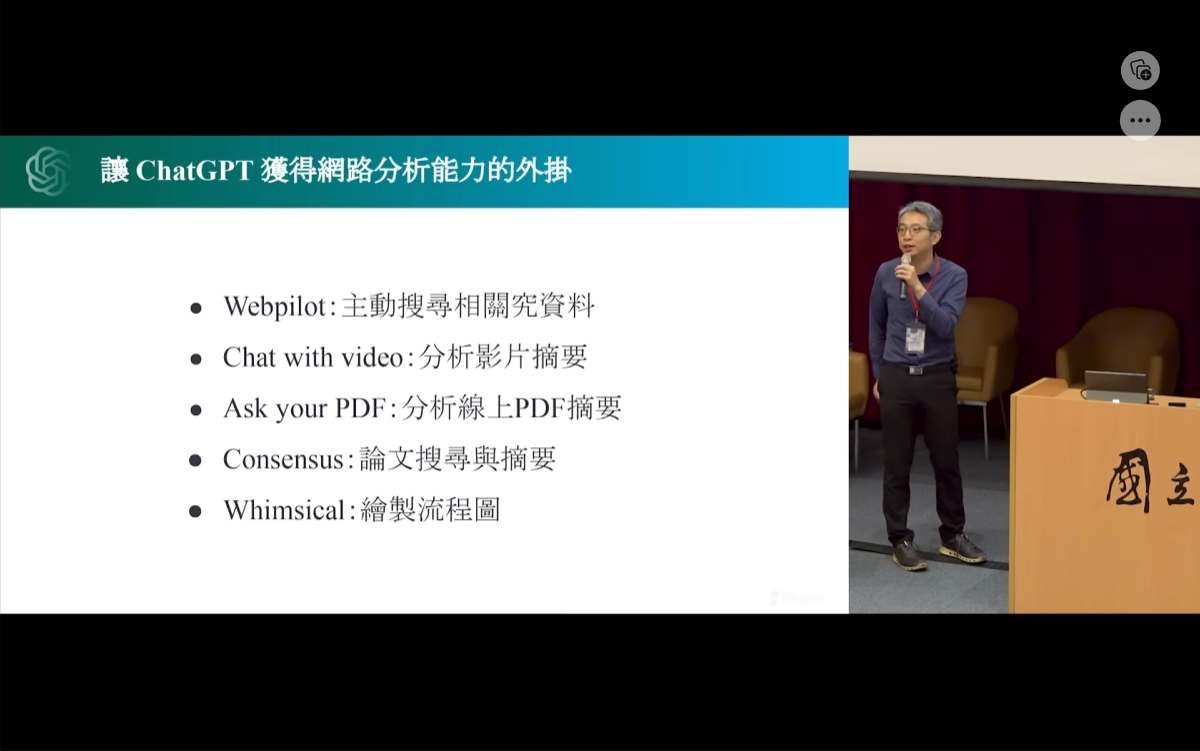 讓 ChatGPT 獲得網路分析能力的外掛
● Webpilot:主動搜尋相關究資料
● Chat with video:分析影片摘要
● Ask your PDF:分析線上PDF摘要
● Consensus:論文搜尋與摘要
● Whimsical:繪製流程圖
國立